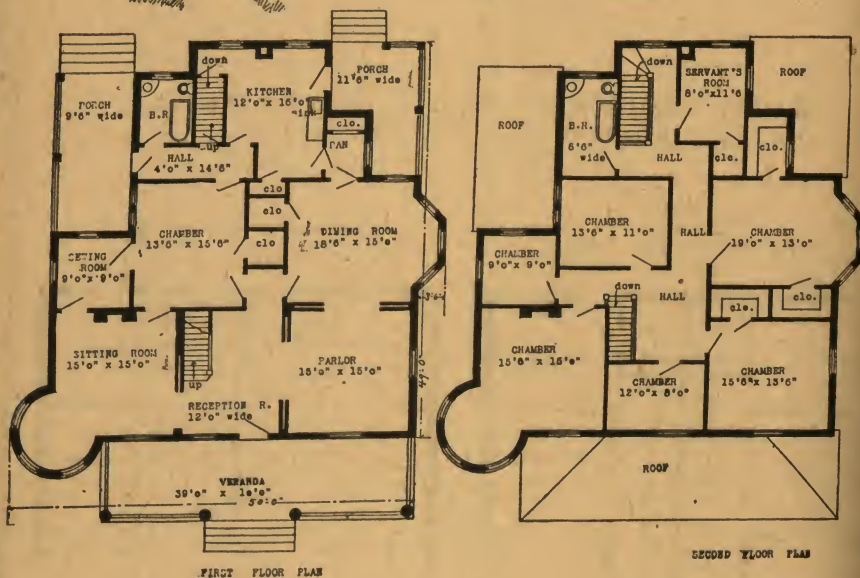 down
KITCHEN
12'0" x 16'0"
sink
PORCH
11'6" wide
PORCH
9'6" wide
B.R
up
clo.
PAN
HALL
4'0" x 14'6"
clo
clo
clo
CHAMBER
13'6" x 15'6"
DINING ROOM
18'6" x 15'0"
ROOM
9'0" x 9'0"
SITTING ROOM
15'0" x 15'0"
up
PARLOR
15'0" x 15'0"
RECEPTION R.
12'0" wide
49'-0"
VERANDA
39'0" x 10'0"
50'-0"
FIRST FLOOR PLAN
down
SERVANT'S
ROOM
8'0"x11'6
ROOF
ROOF
B.R.
6'6"
wide
HALL
clo.
clo.
CHAMBER
13'6" x 11'0"
HALL
CHAMBER
19'0" x 13'0"
CHAMBER
9'0"x 9'0"
HALL
down
clo.
clo.
CHAMBER
15'6" x 15'0"
CHAMBER
12'0" x 8'0"
CHAMBER
15'6"x 13'6"
ROOF
SECOND FLOOR PLAN